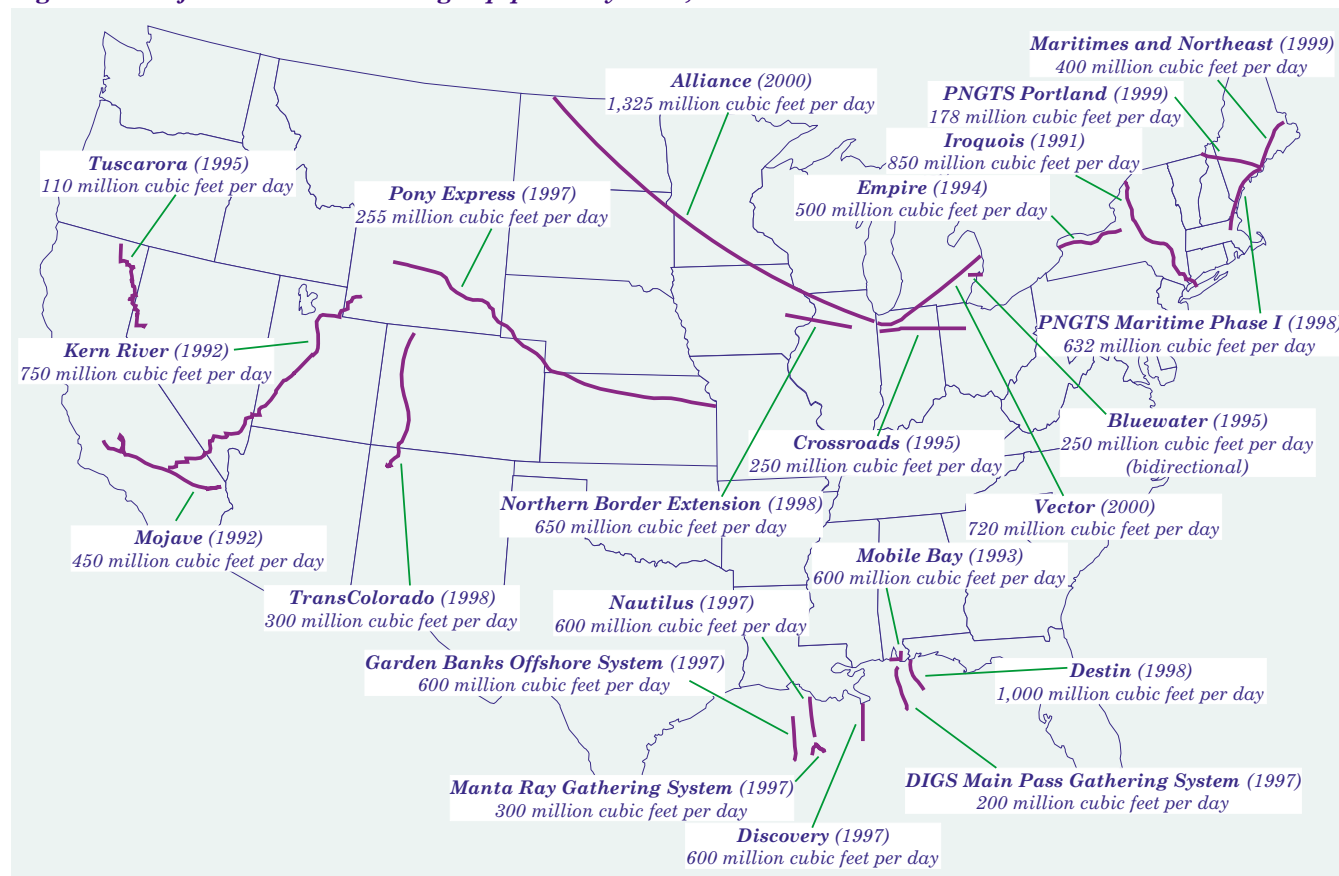 Maritimes and Northeast (1999)
400 million cubic feet per day
Alliance (2000)
1,325 million cubic feet per day
PNGTS Portland (1999)
178 million cubic feet per day
Iroquois (1991)
850 million cubic feet per day
Tuscarora (1995)
110 million cubic feet per day
Pony Express (1997)
255 million cubic feet per day
Empire (1994)
500 million cubic feet per day
PNGTS Maritime Phase I (1998)
632 million cubic feet per day
Kern River (1992)
750 million cubic feet per day
Bluewater (1995)
250 million cubic feet per day
(bidirectional)
Crossroads (1995)
250 million cubic feet per day
Northern Border Extension (1998)
650 million cubic feet per day
Vector (2000)
720 million cubic feet per day
Mojave (1992)
450 million cubic feet per day
Mobile Bay (1993)
600 million cubic feet per day
TransColorado (1998)
300 million cubic feet per day
Nautilus (1997)
600 million cubic feet per day
Garden Banks Offshore System (1997)
600 million cubic feet per day
Destin (1998)
1,000 million cubic feet per day
Manta Ray Gathering System (1997)
300 million cubic feet per day
DIGS Main Pass Gathering System (1997)
200 million cubic feet per day
Discovery (1997)
600 million cubic feet per day